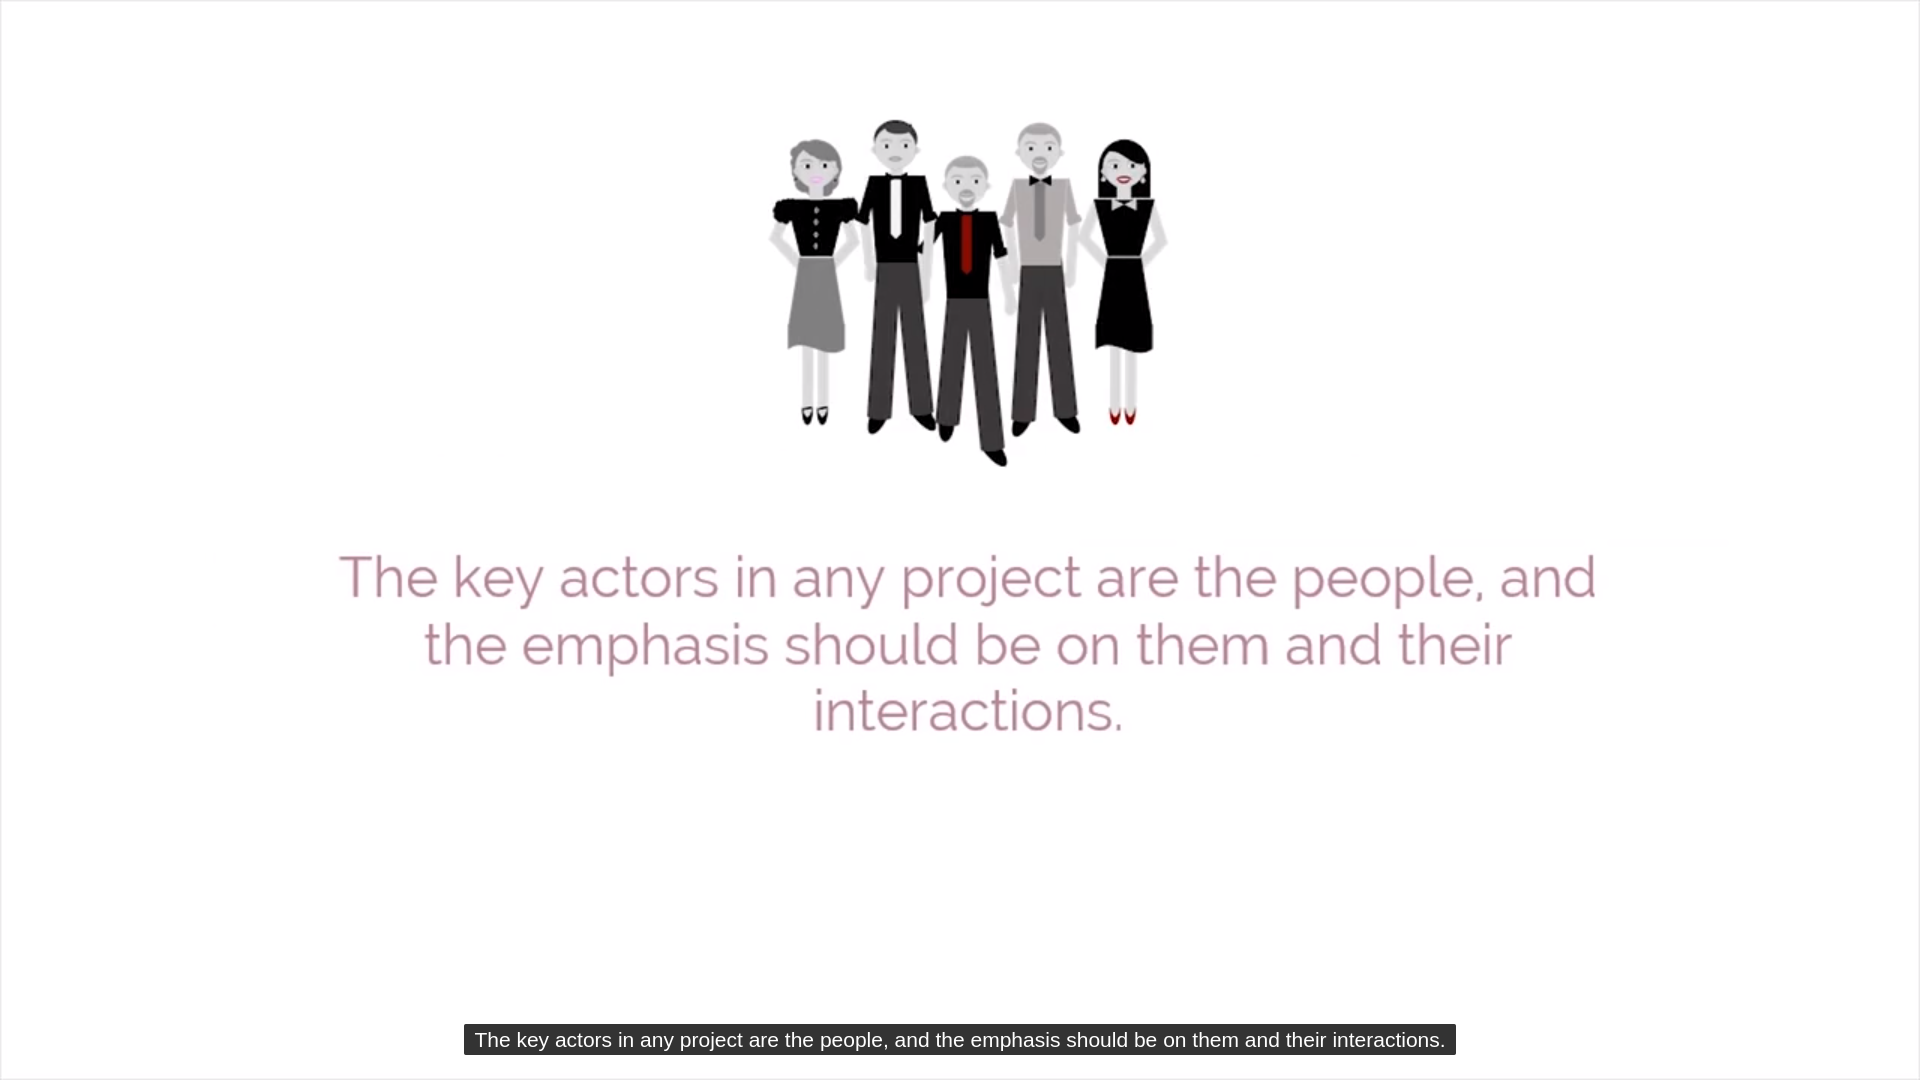 The key actors in any project are the people, and
the emphasis should be on them and their
interactions.
The key actors in any project are the people, and the emphasis should be on them and their interactions.